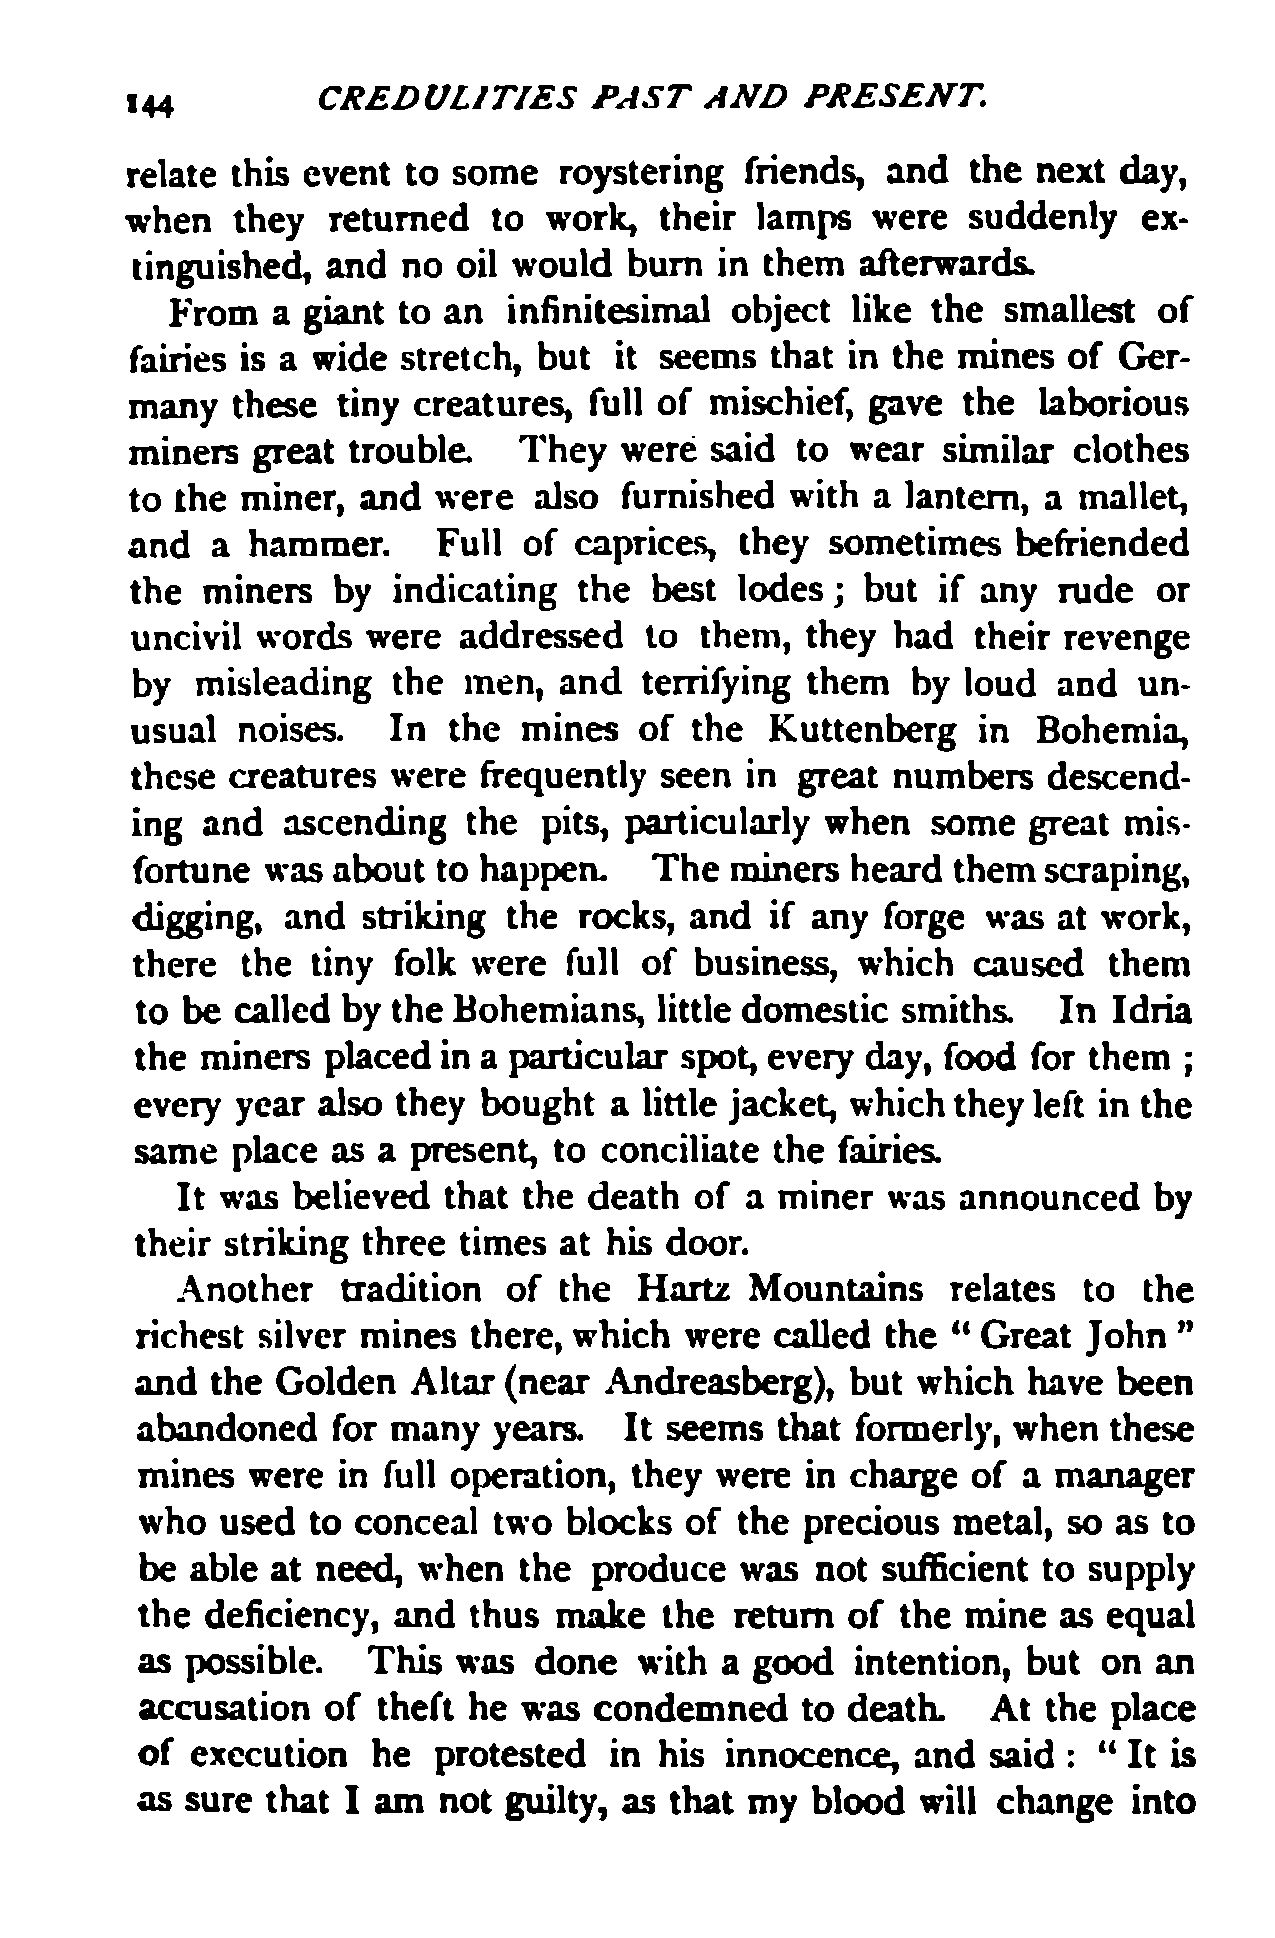 144 CREDULITIES PAST AND PRESENT.
relate this event to some roystering friends, and the next day,
when they returned to work, their lamps were suddenly ex-
tinguished, and no oil would burn in them afterwards.
From a giant to an infinitesimal object like the smallest of
fairies is a wide stretch, but it seems that in the mines of Ger-
many these tiny creatures, full of mischief, gave the laborious
miners great trouble. They were said to wear similar clothes
to the miner, and were also furnished with a lantern, a mallet,
and a hammer. Full of caprices, they sometimes befriended
the miners by indicating the best lodes ; but if any rude or
uncivil words were addressed to them, they had their revenge
by misleading the men, and terrifying them by loud and un-
usual noises. In the mines of the Kuttenberg in Bohemia,
these creatures were frequently seen in great numbers descend-
ing and ascending the pits, particularly when some great mis-
fortune was about to happen. The miners heard them scraping,
digging, and striking the rocks, and if any forge was at work,
there the tiny folk were full of business, which caused them
to be called by the Bohemians, little domestic smiths. In Idria
the miners placed in a particular spot, every day, food for them ;
every year also they bought a little jacket, which they left in the
same place as a present, to conciliate the fairies.
It was believed that the death of a miner was announced by
their striking three times at his door.
Another tradition of the Hartz Mountains relates to the
richest silver mines there, which were called the “ Great John ”
and the Golden Altar (near Andreasberg), but which have been
abandoned for many years. It seems that formerly, when these
mines were in full operation, they were in charge of a manager
who used to conceal two blocks of the precious metal, so as to
be able at need, when the produce was not sufficient to supply
the deficiency, and thus make the return of the mine as equal
as possible. This was done with a good intention, but on an
accusation of theft he was condemned to death. At the place
of execution he protested in his innocence, and said : “ It is
as sure that I am not guilty, as that my blood will change into